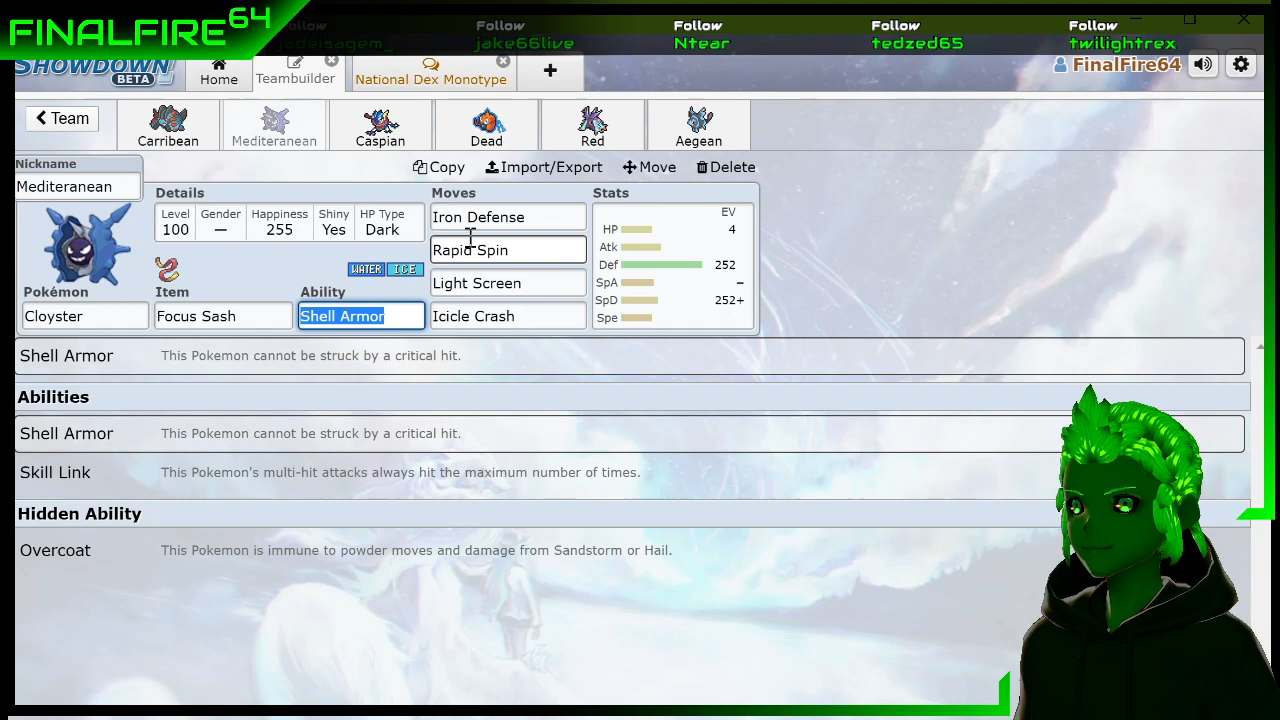 FINALFIRE64
Follow
Follow
jake66live
Follow
Ntear
Follow
tedzed65
Follow
twilightrex
SHOWDOWN
BETA
Home
Teambuilder
National Dex Monotype
FinalFire64
Team
Carribean
Mediteranean
Caspian
Dead
Red
Aegean
Copy
Import/Export
Move
Delete
Nickname
Mediteranean
Details
Level
Gender
Happiness
Shiny
HP Type
100
—
255
Yes
Dark
WATER
ICE
Pokémon
Item
Ability
Cloyster
Focus Sash
Shell Armor
Moves
Iron Defense
Rapid Spin
Light Screen
Icicle Crash
Stats
EV
HP 4
Atk
Def 252
SpA –
SpD 252+
Spe
Shell Armor This Pokemon cannot be struck by a critical hit.
Abilities
Shell Armor This Pokemon cannot be struck by a critical hit.
Skill Link This Pokemon's multi-hit attacks always hit the maximum number of times.
Hidden Ability
Overcoat This Pokemon is immune to powder moves and damage from Sandstorm or Hail.